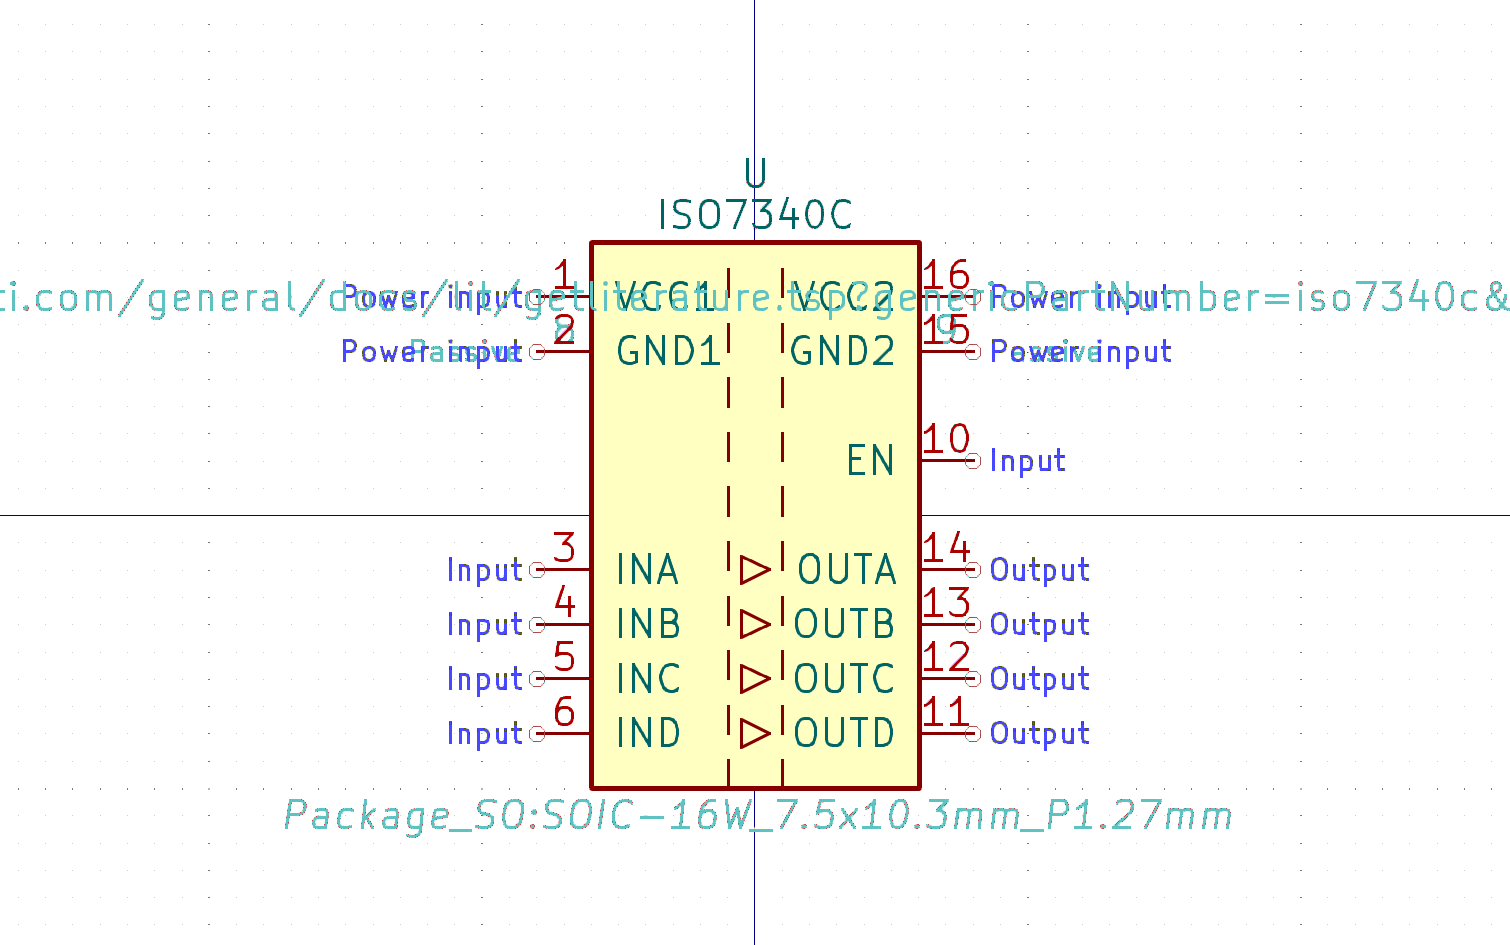 U
ISO7340C
1 16
Power input VCC1 VCC2 Power input
ti.com/general/docs/lit/getliterature.tsp?genericPartNumber=iso7340c&
8 9
2 15
Power input GND1 GND2 Power input
Passive Passive
10
EN Input
3 14
Input INA OUTA Output
4 13
Input INB OUTB Output
5 12
Input INC OUTC Output
6 11
Input IND OUTD Output
Package_SO:SOIC-16W_7.5x10.3mm_P1.27mm